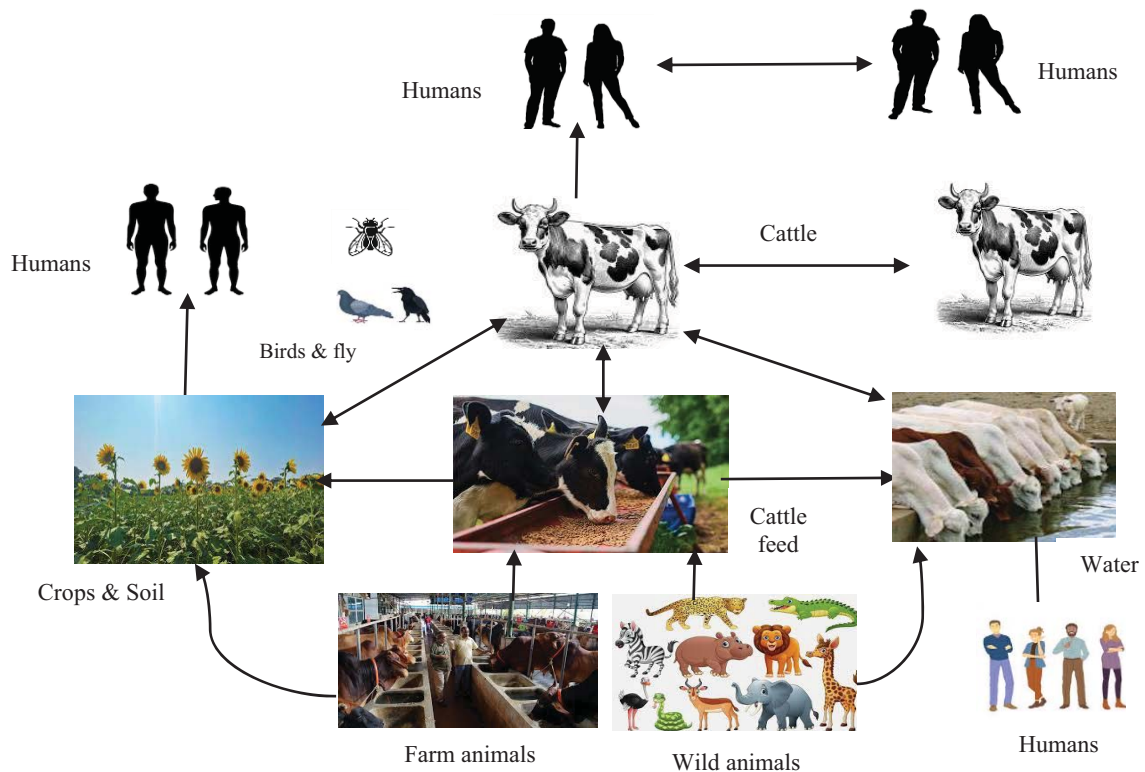 Humans
Humans
Cattle
Humans
Birds & fly
Cattle
feed
Water
Crops & Soil
Farm animals
Wild animals
Humans